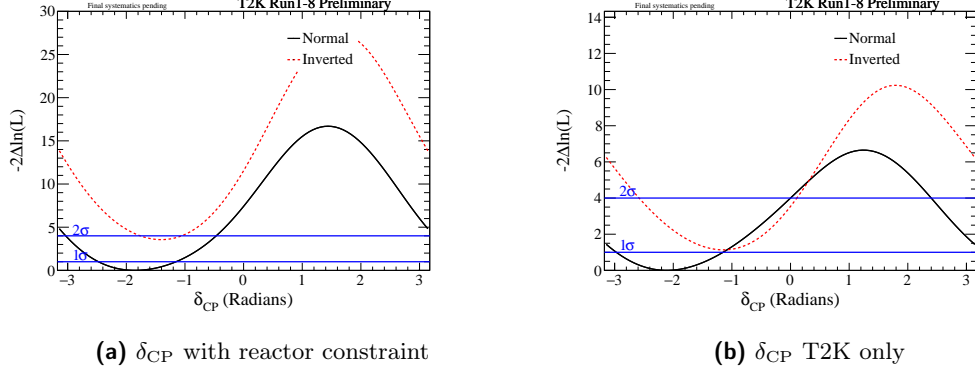 Final systematics pending
T2K Run1-8 Preliminary
Normal
Inverted
-2Δln(L)
30
25
20
15
10
5
0
2σ
1σ
−3 −2 −1 0 1 2 3
δCP (Radians)
(a) δCP with reactor constraint
Final systematics pending
T2K Run1-8 Preliminary
Normal
Inverted
-2Δln(L)
14
12
10
8
6
4
2
0
2σ
1σ
−3 −2 −1 0 1 2 3
δCP (Radians)
(b) δCP T2K only